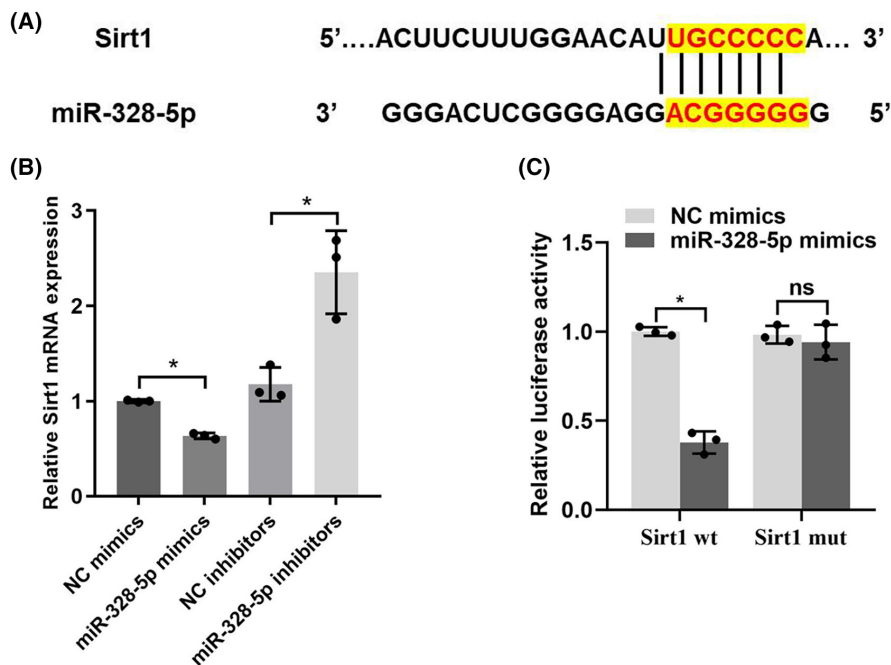 (A)
Sirt1 5’....ACUUCUUUGGAACAUUGCCCCCA... 3’
miR-328-5p 3’ GGGACUCGGGGAGGACGGGGGG 5’
(B)
Relative Sirt1 mRNA expression
3
2
1
0
*
*
NC mimics
miR-328-5p mimics
NC inhibitors
miR-328-5p inhibitors
(C)
NC mimics
miR-328-5p mimics
Relative luciferase activity
1.5
1.0
0.5
0.0
*
ns
Sirt1 wt
Sirt1 mut